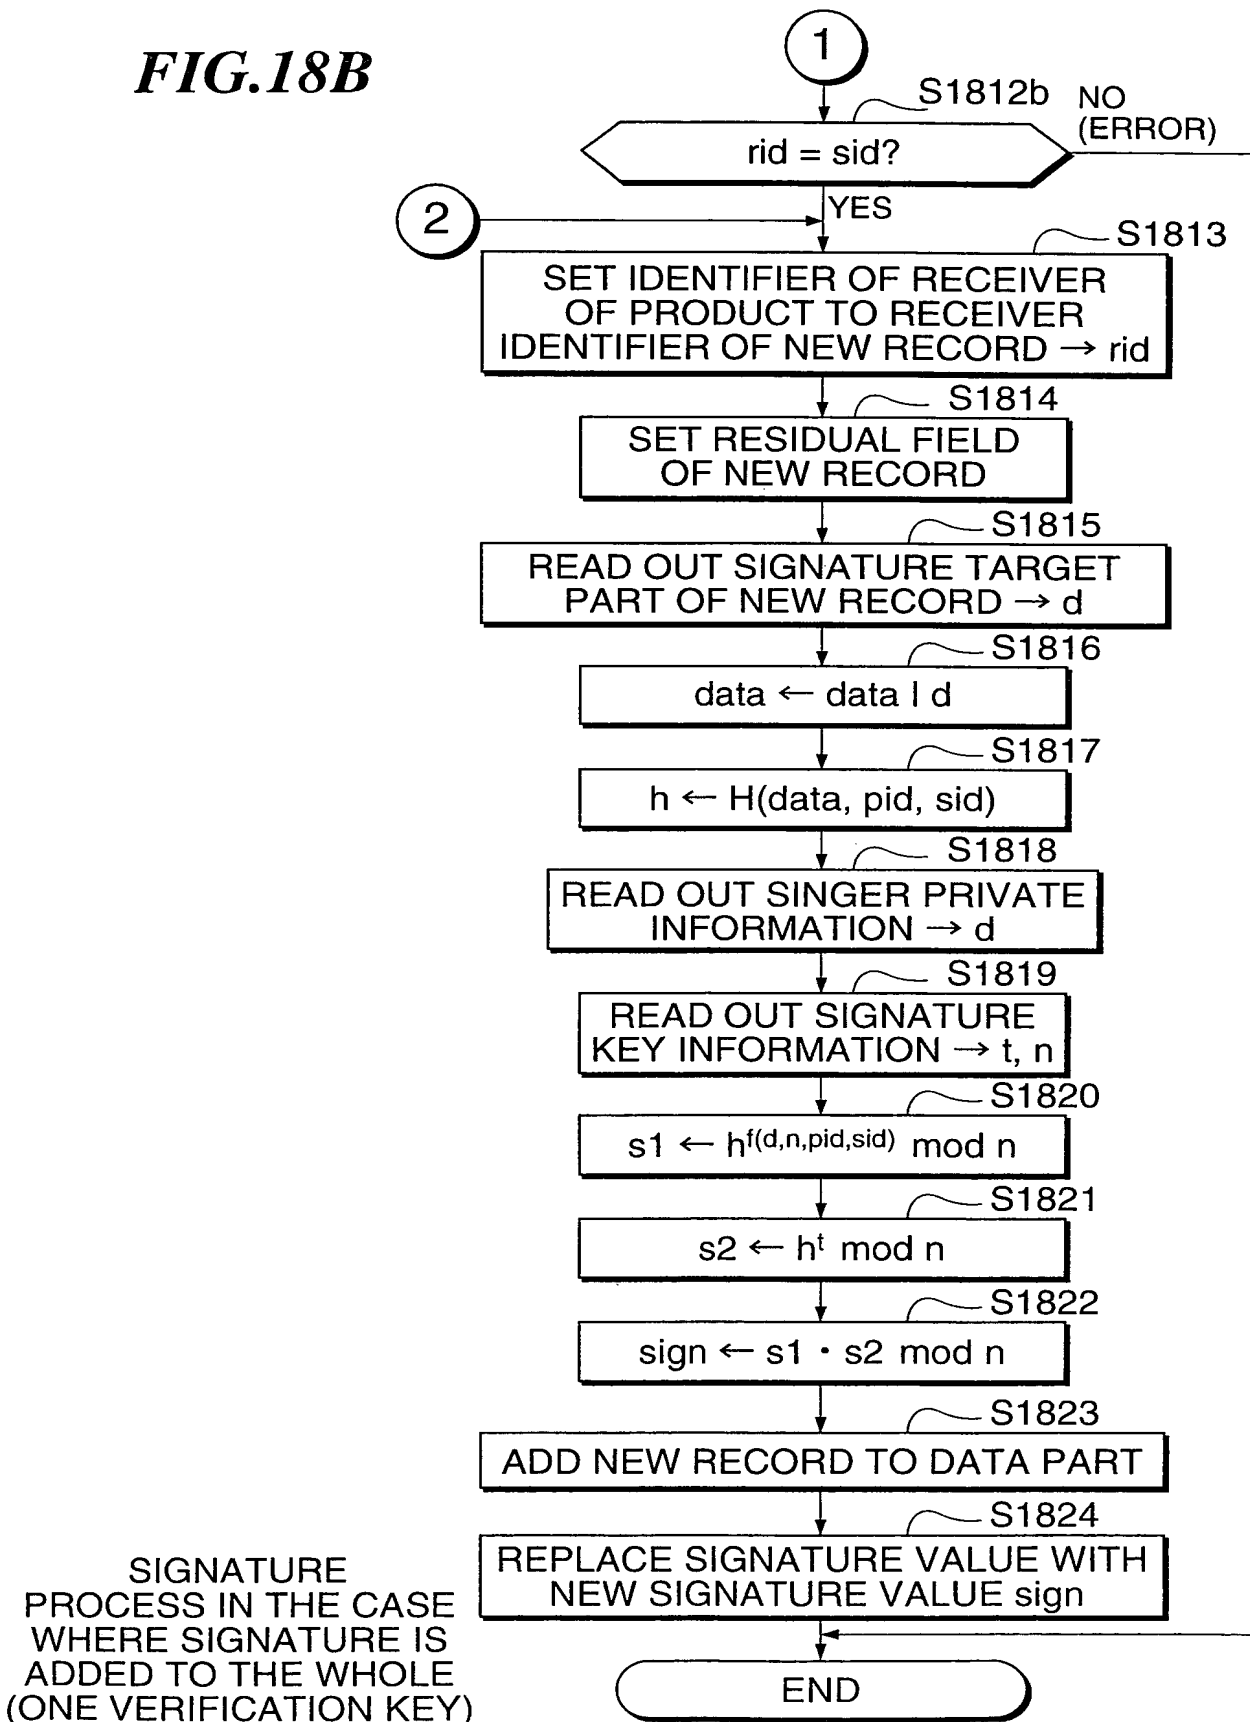 FIG.18B
1
S1812b
NO
(ERROR)
rid = sid?
YES
2
S1813
SET IDENTIFIER OF RECEIVER
OF PRODUCT TO RECEIVER
IDENTIFIER OF NEW RECORD → rid
S1814
SET RESIDUAL FIELD
OF NEW RECORD
S1815
READ OUT SIGNATURE TARGET
PART OF NEW RECORD → d
S1816
data ← data | d
S1817
h ← H(data, pid, sid)
S1818
READ OUT SINGER PRIVATE
INFORMATION → d
S1819
READ OUT SIGNATURE
KEY INFORMATION → t, n
S1820
s1 ← h^f(d,n,pid,sid) mod n
S1821
s2 ← h^t mod n
S1822
sign ← s1 · s2 mod n
S1823
ADD NEW RECORD TO DATA PART
S1824
REPLACE SIGNATURE VALUE WITH
NEW SIGNATURE VALUE sign
END
SIGNATURE
PROCESS IN THE CASE
WHERE SIGNATURE IS
ADDED TO THE WHOLE
(ONE VERIFICATION KEY)